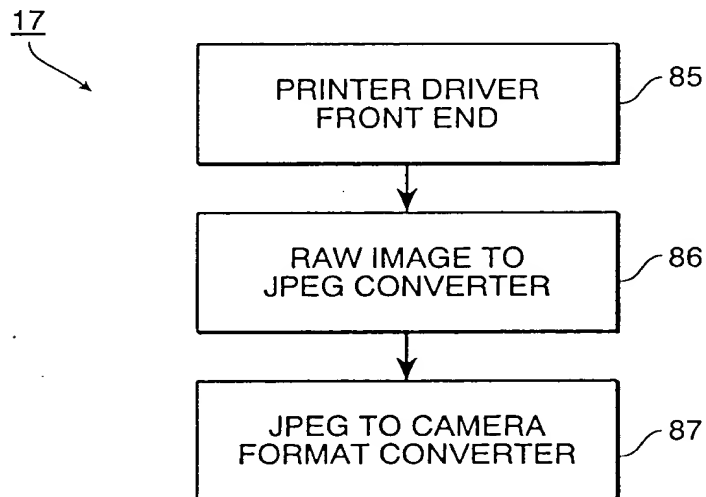 17
PRINTER DRIVER
FRONT END
85
RAW IMAGE TO
JPEG CONVERTER
86
JPEG TO CAMERA
FORMAT CONVERTER
87